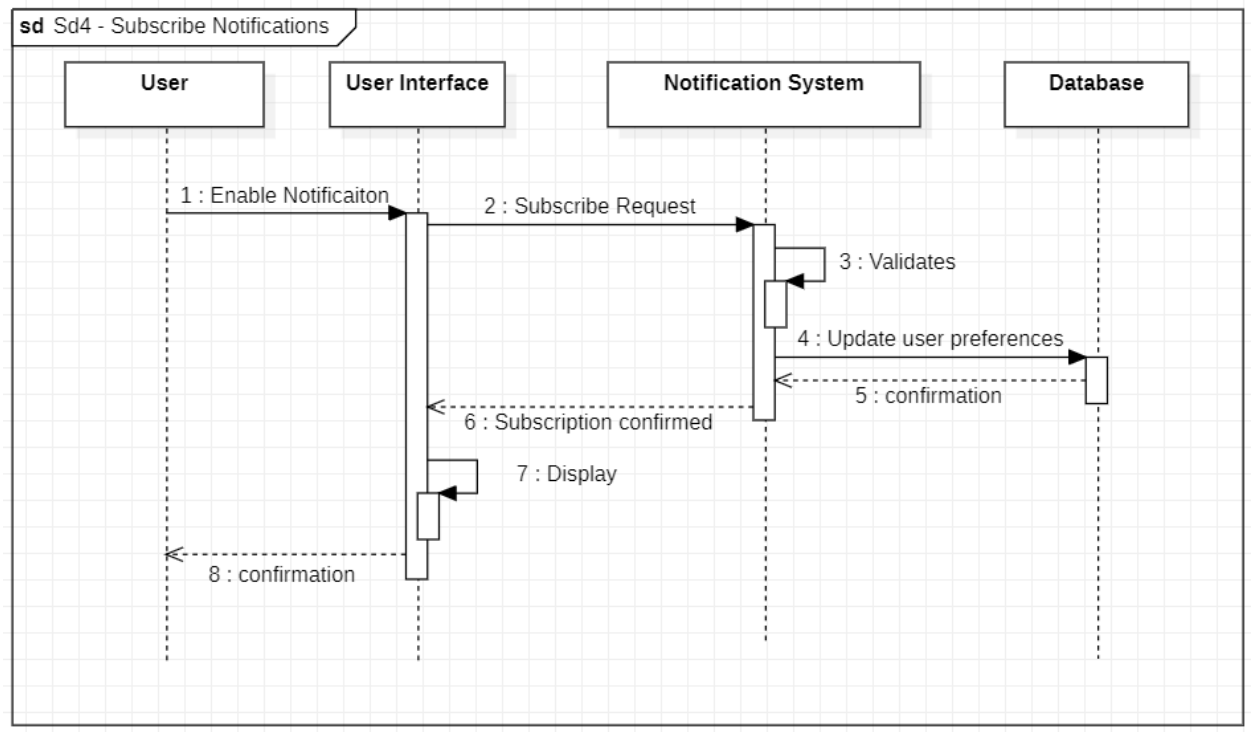 sd Sd4 - Subscribe Notifications
User
User Interface
Notification System
Database
1 : Enable Notificaiton
2 : Subscribe Request
3 : Validates
4 : Update user preferences
5 : confirmation
6 : Subscription confirmed
7 : Display
8 : confirmation